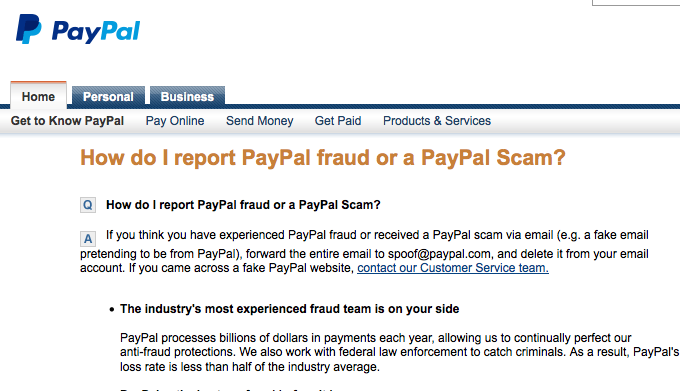 PayPal
Home Personal Business
Get to Know PayPal Pay Online Send Money Get Paid Products & Services
How do I report PayPal fraud or a PayPal Scam?
Q How do I report PayPal fraud or a PayPal Scam?
A If you think you have experienced PayPal fraud or received a PayPal scam via email (e.g. a fake email
pretending to be from PayPal), forward the entire email to spoof@paypal.com, and delete it from your email
account. If you came across a fake PayPal website, contact our Customer Service team.
• The industry's most experienced fraud team is on your side
PayPal processes billions of dollars in payments each year, allowing us to continually perfect our
anti-fraud protections. We also work with federal law enforcement to catch criminals. As a result, PayPal's
loss rate is less than half of the industry average.